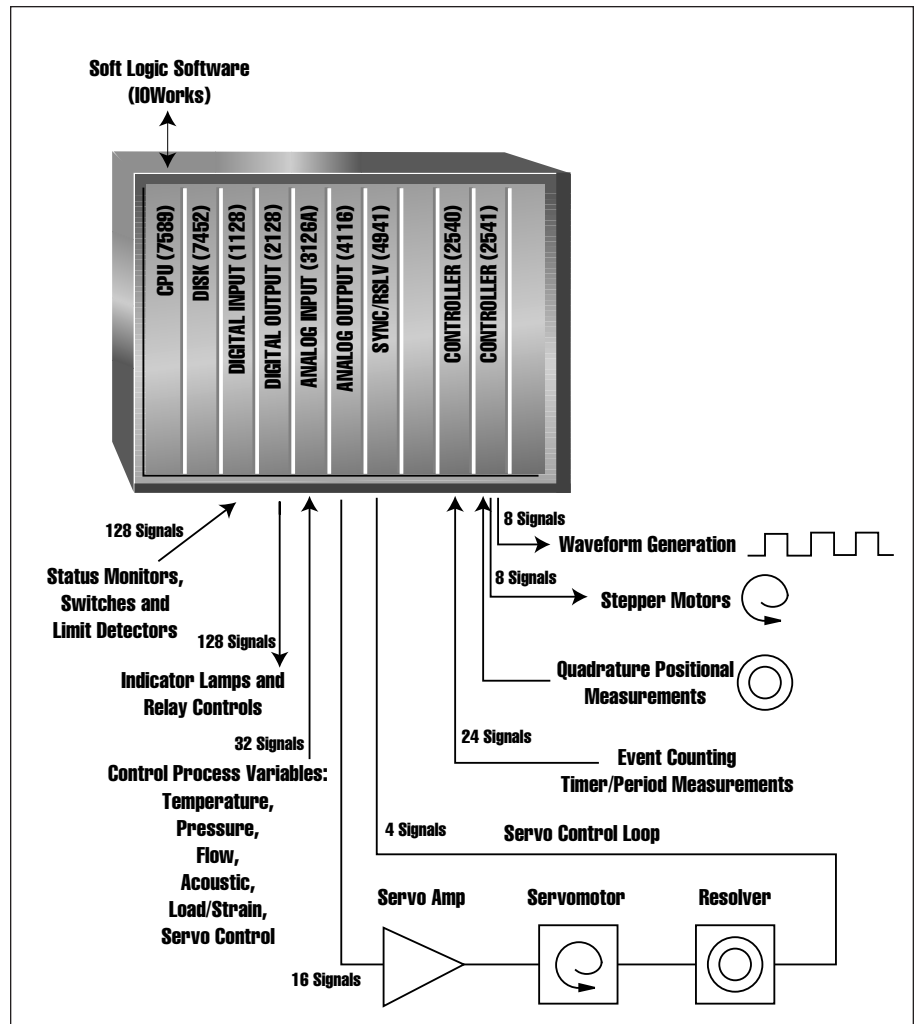 Soft Logic Software
(IOWorks)
CPU (7589)
DISK (7452)
DIGITAL INPUT (1128)
DIGITAL OUTPUT (2128)
ANALOG INPUT (3126A)
ANALOG OUTPUT (4116)
SYNC/RSLV (4941)
CONTROLLER (2540)
CONTROLLER (2541)
128 Signals
Status Monitors,
Switches and
Limit Detectors
128 Signals
Indicator Lamps and
Relay Controls
32 Signals
Control Process Variables:
Temperature,
Pressure,
Flow,
Acoustic,
Load/Strain,
Servo Control
8 Signals
Waveform Generation
8 Signals
Stepper Motors
Quadrature Positional
Measurements
24 Signals
Event Counting
Timer/Period Measurements
4 Signals
Servo Control Loop
Servo Amp
Servomotor
Resolver
16 Signals